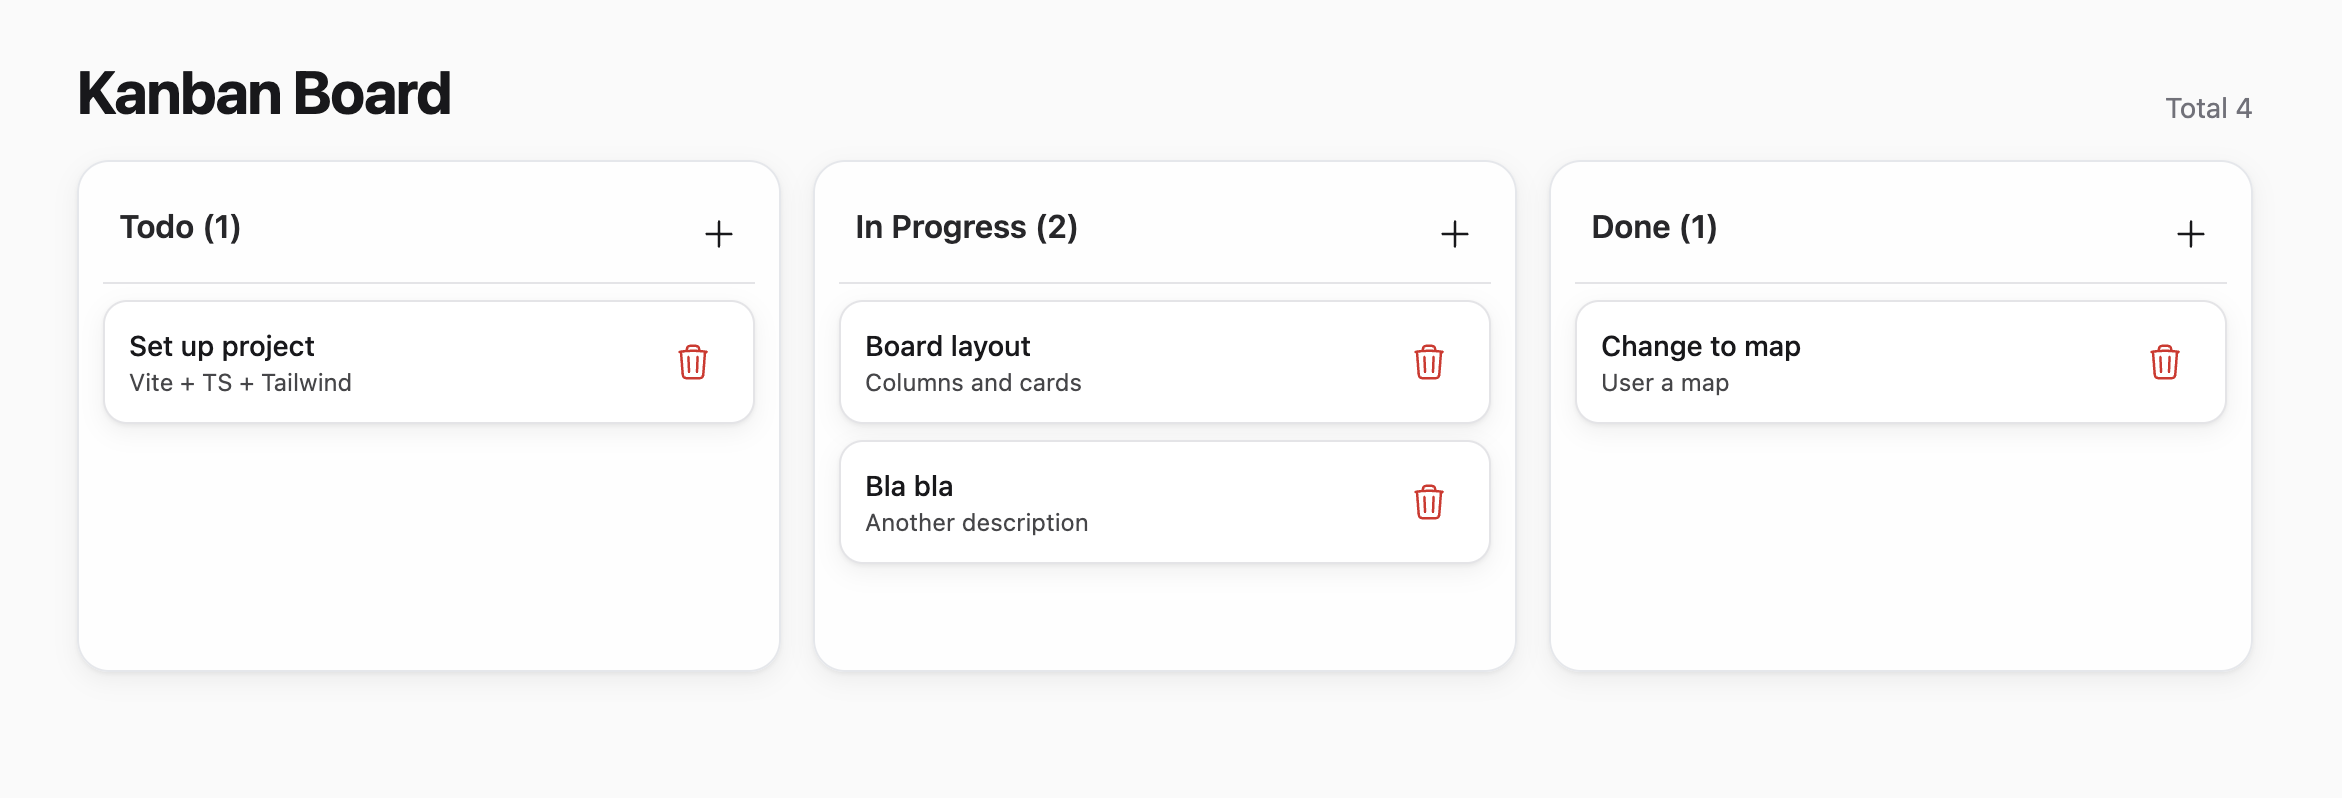 Kanban Board
Total 4
Todo (1)
Set up project
Vite + TS + Tailwind
In Progress (2)
Board layout
Columns and cards
Bla bla
Another description
Done (1)
Change to map
User a map